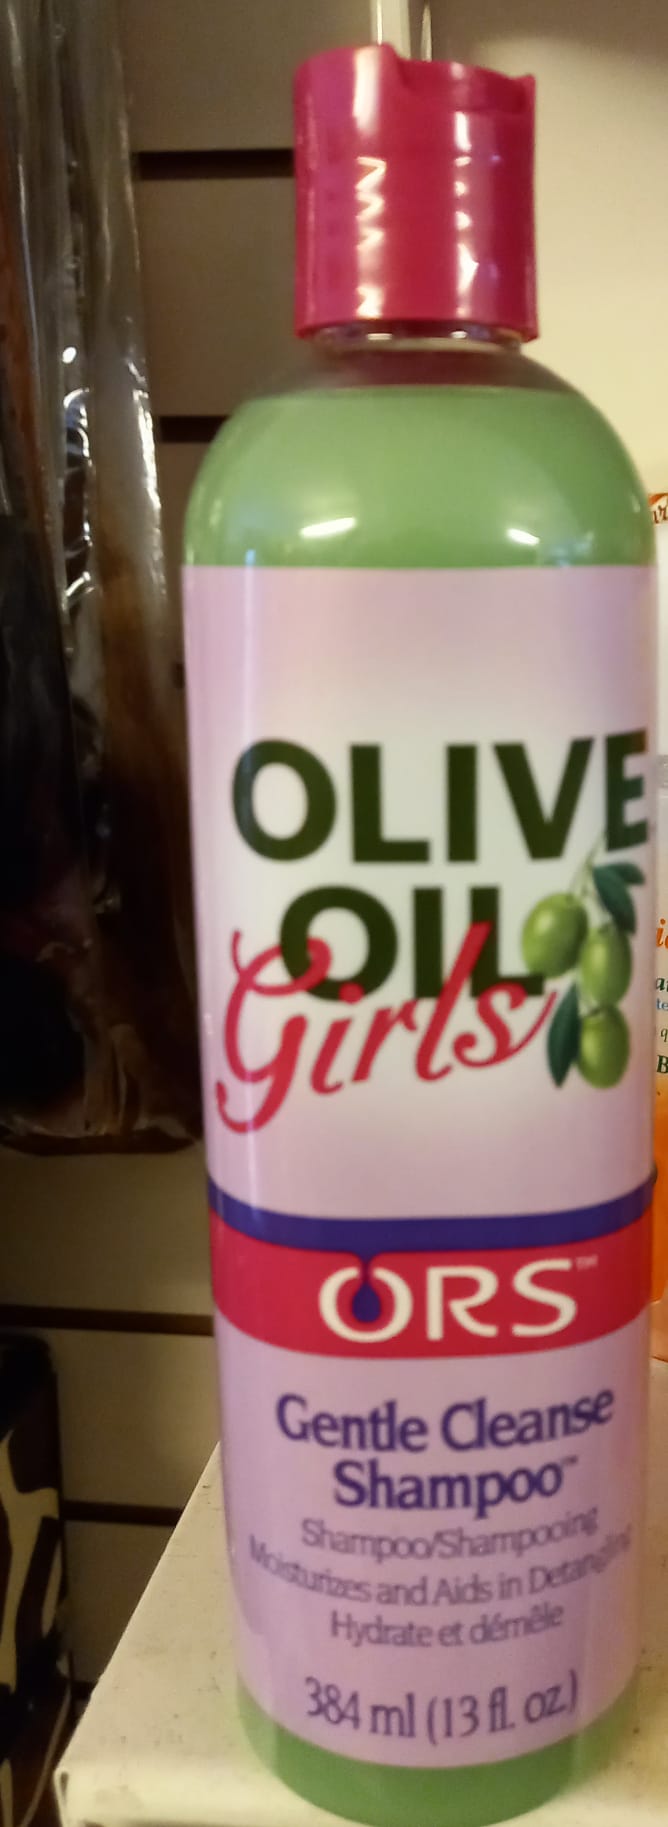 OLIVE
OIL
Girls
ORS™
Gentle Cleanse
Shampoo™
Shampoo/Shampooing
Moisturizes and Aids in Detangling
Hydrate et démêle
384 ml (13 fl. oz.)